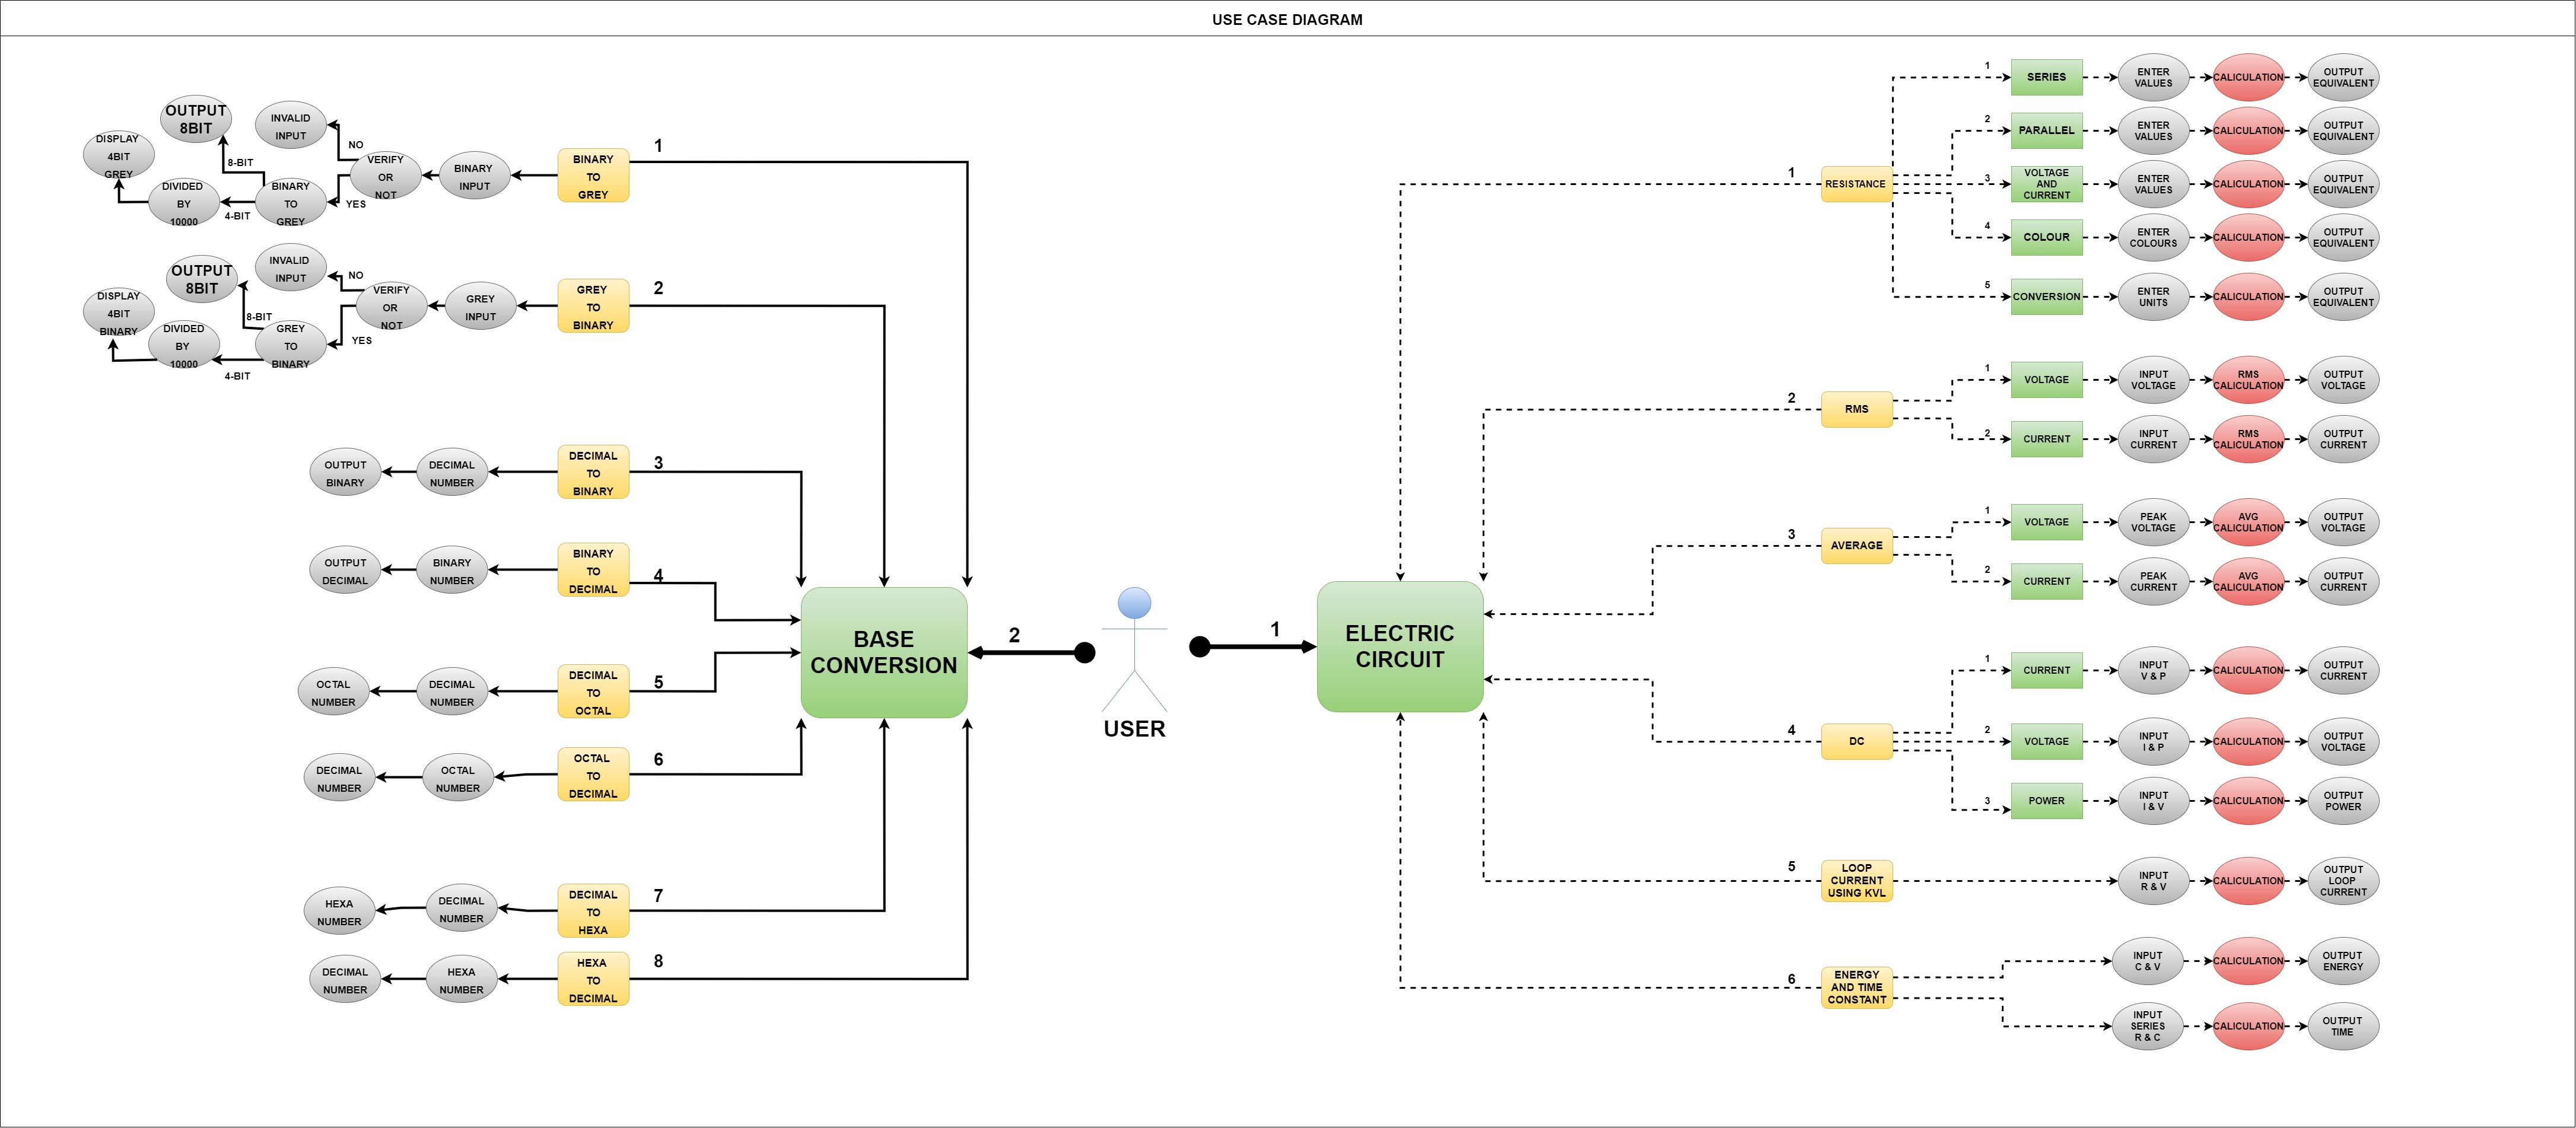 USE CASE DIAGRAM
OUTPUT
8BIT
INVALID
INPUT
DISPLAY
4BIT
GREY
8-BIT
NO
VERIFY
OR
NOT
BINARY
INPUT
BINARY
TO
GREY
1
DIVIDED
BY
10000
4-BIT
BINARY
TO
GREY
YES
OUTPUT
8BIT
INVALID
INPUT
DISPLAY
4BIT
BINARY
8-BIT
NO
VERIFY
OR
NOT
GREY
INPUT
GREY
TO
BINARY
2
DIVIDED
BY
10000
4-BIT
GREY
TO
BINARY
YES
OUTPUT
BINARY
DECIMAL
NUMBER
DECIMAL
TO
BINARY
3
OUTPUT
DECIMAL
BINARY
NUMBER
BINARY
TO
DECIMAL
4
OCTAL
NUMBER
DECIMAL
NUMBER
DECIMAL
TO
OCTAL
5
DECIMAL
NUMBER
OCTAL
NUMBER
OCTAL
TO
DECIMAL
6
HEXA
NUMBER
DECIMAL
NUMBER
DECIMAL
TO
HEXA
7
DECIMAL
NUMBER
HEXA
NUMBER
HEXA
TO
DECIMAL
8
BASE
CONVERSION
2
USER
1
ELECTRIC
CIRCUIT
1
RESISTANCE
1
SERIES
ENTER
VALUES
CALICULATION
OUTPUT
EQUIVALENT
2
PARALLEL
ENTER
VALUES
CALICULATION
OUTPUT
EQUIVALENT
3
VOLTAGE
AND
CURRENT
ENTER
VALUES
CALICULATION
OUTPUT
EQUIVALENT
4
COLOUR
ENTER
COLOURS
CALICULATION
OUTPUT
EQUIVALENT
5
CONVERSION
ENTER
UNITS
CALICULATION
OUTPUT
EQUIVALENT
2
RMS
1
VOLTAGE
INPUT
VOLTAGE
RMS
CALICULATION
OUTPUT
VOLTAGE
2
CURRENT
INPUT
CURRENT
RMS
CALICULATION
OUTPUT
CURRENT
3
AVERAGE
1
VOLTAGE
PEAK
VOLTAGE
AVG
CALICULATION
OUTPUT
VOLTAGE
2
CURRENT
PEAK
CURRENT
AVG
CALICULATION
OUTPUT
CURRENT
4
DC
1
CURRENT
INPUT
V & P
CALICULATION
OUTPUT
CURRENT
2
VOLTAGE
INPUT
I & P
CALICULATION
OUTPUT
VOLTAGE
3
POWER
INPUT
I & V
CALICULATION
OUTPUT
POWER
5
LOOP
CURRENT
USING KVL
INPUT
R & V
CALICULATION
OUTPUT
LOOP
CURRENT
6
ENERGY
AND TIME
CONSTANT
INPUT
C & V
CALICULATION
OUTPUT
ENERGY
INPUT
SERIES
R & C
CALICULATION
OUTPUT
TIME